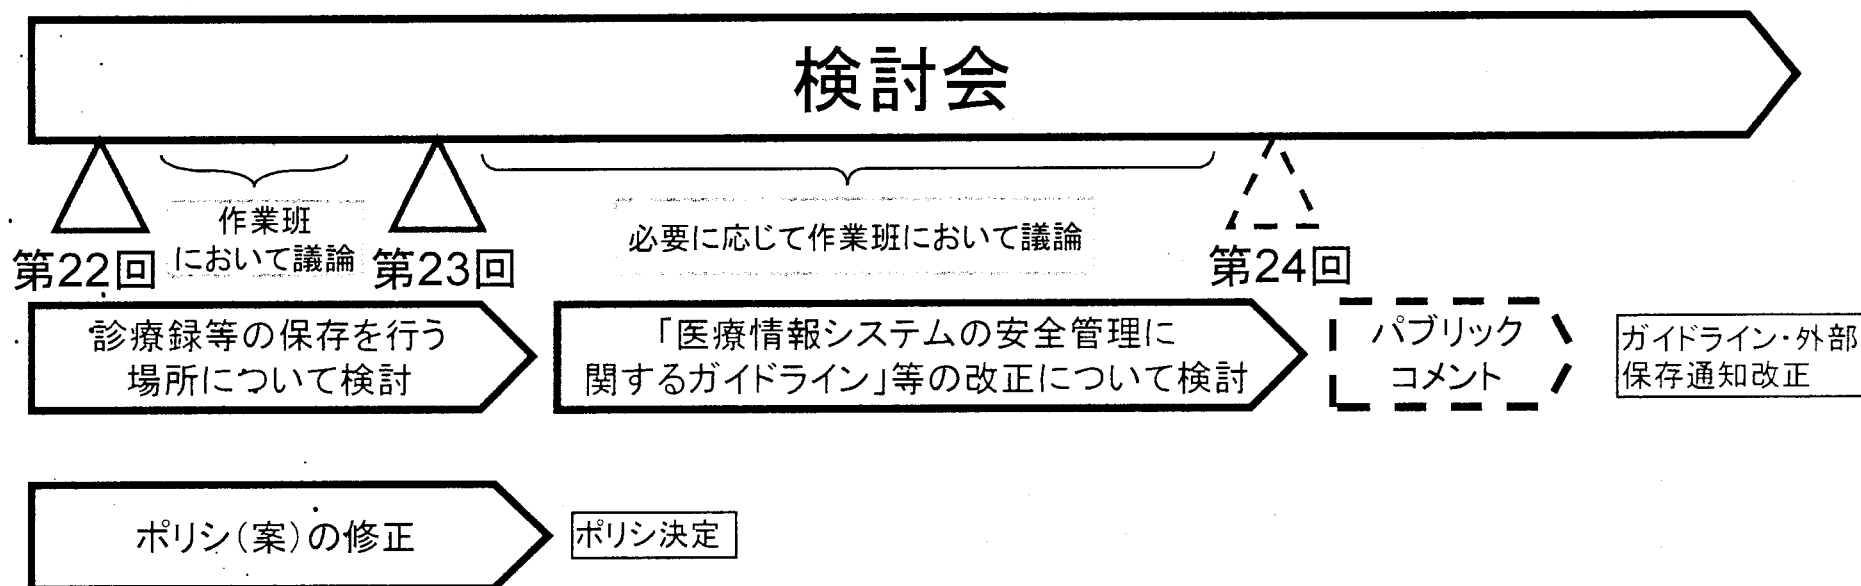 検討会
作業班
において議論
必要に応じて作業班において議論
第22回
第23回
第24回
診療録等の保存を行う
場所について検討
「医療情報システムの安全管理に
関するガイドライン」等の改正について検討
パブリック
コメント
ガイドライン・外部
保存通知改正
ポリシ(案)の修正
ポリシ決定